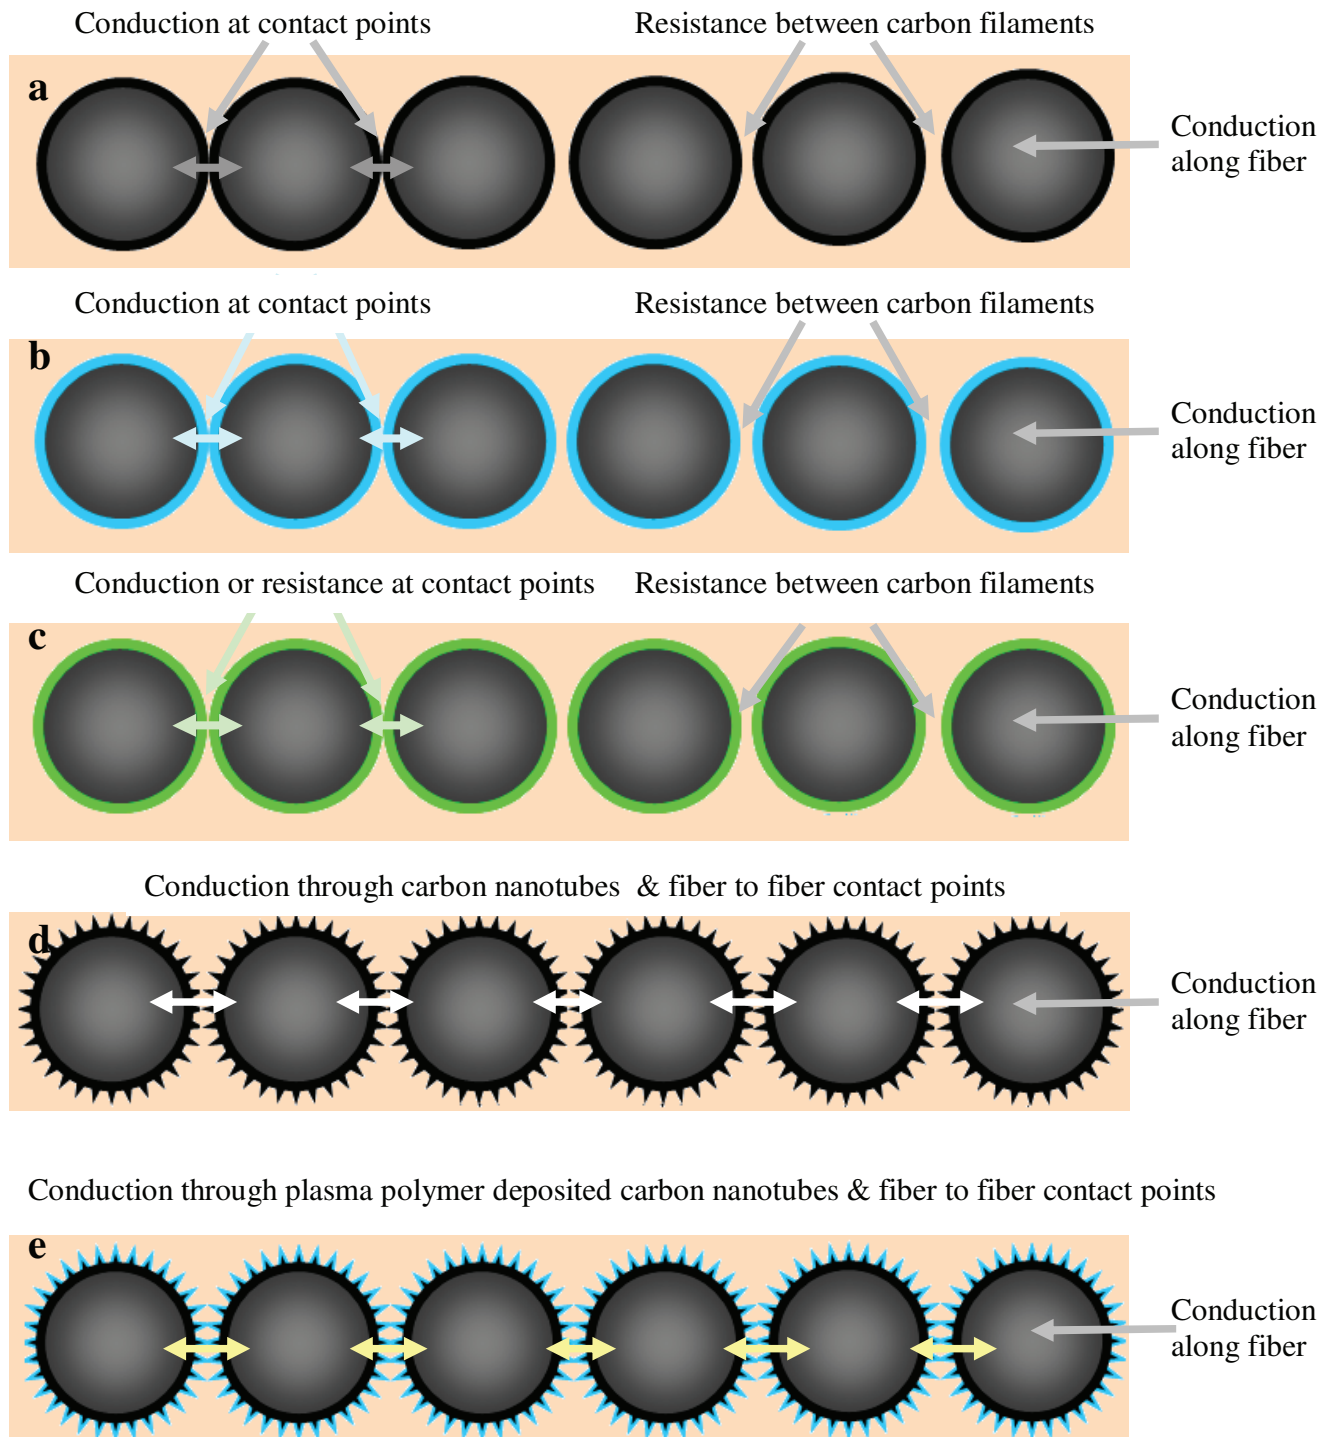 Conduction at contact points Resistance between carbon filaments
a
Conduction
along fiber
Conduction at contact points Resistance between carbon filaments
b
Conduction
along fiber
Conduction or resistance at contact points Resistance between carbon filaments
c
Conduction
along fiber
Conduction through carbon nanotubes & fiber to fiber contact points
d
Conduction
along fiber
Conduction through plasma polymer deposited carbon nanotubes & fiber to fiber contact points
e
Conduction
along fiber